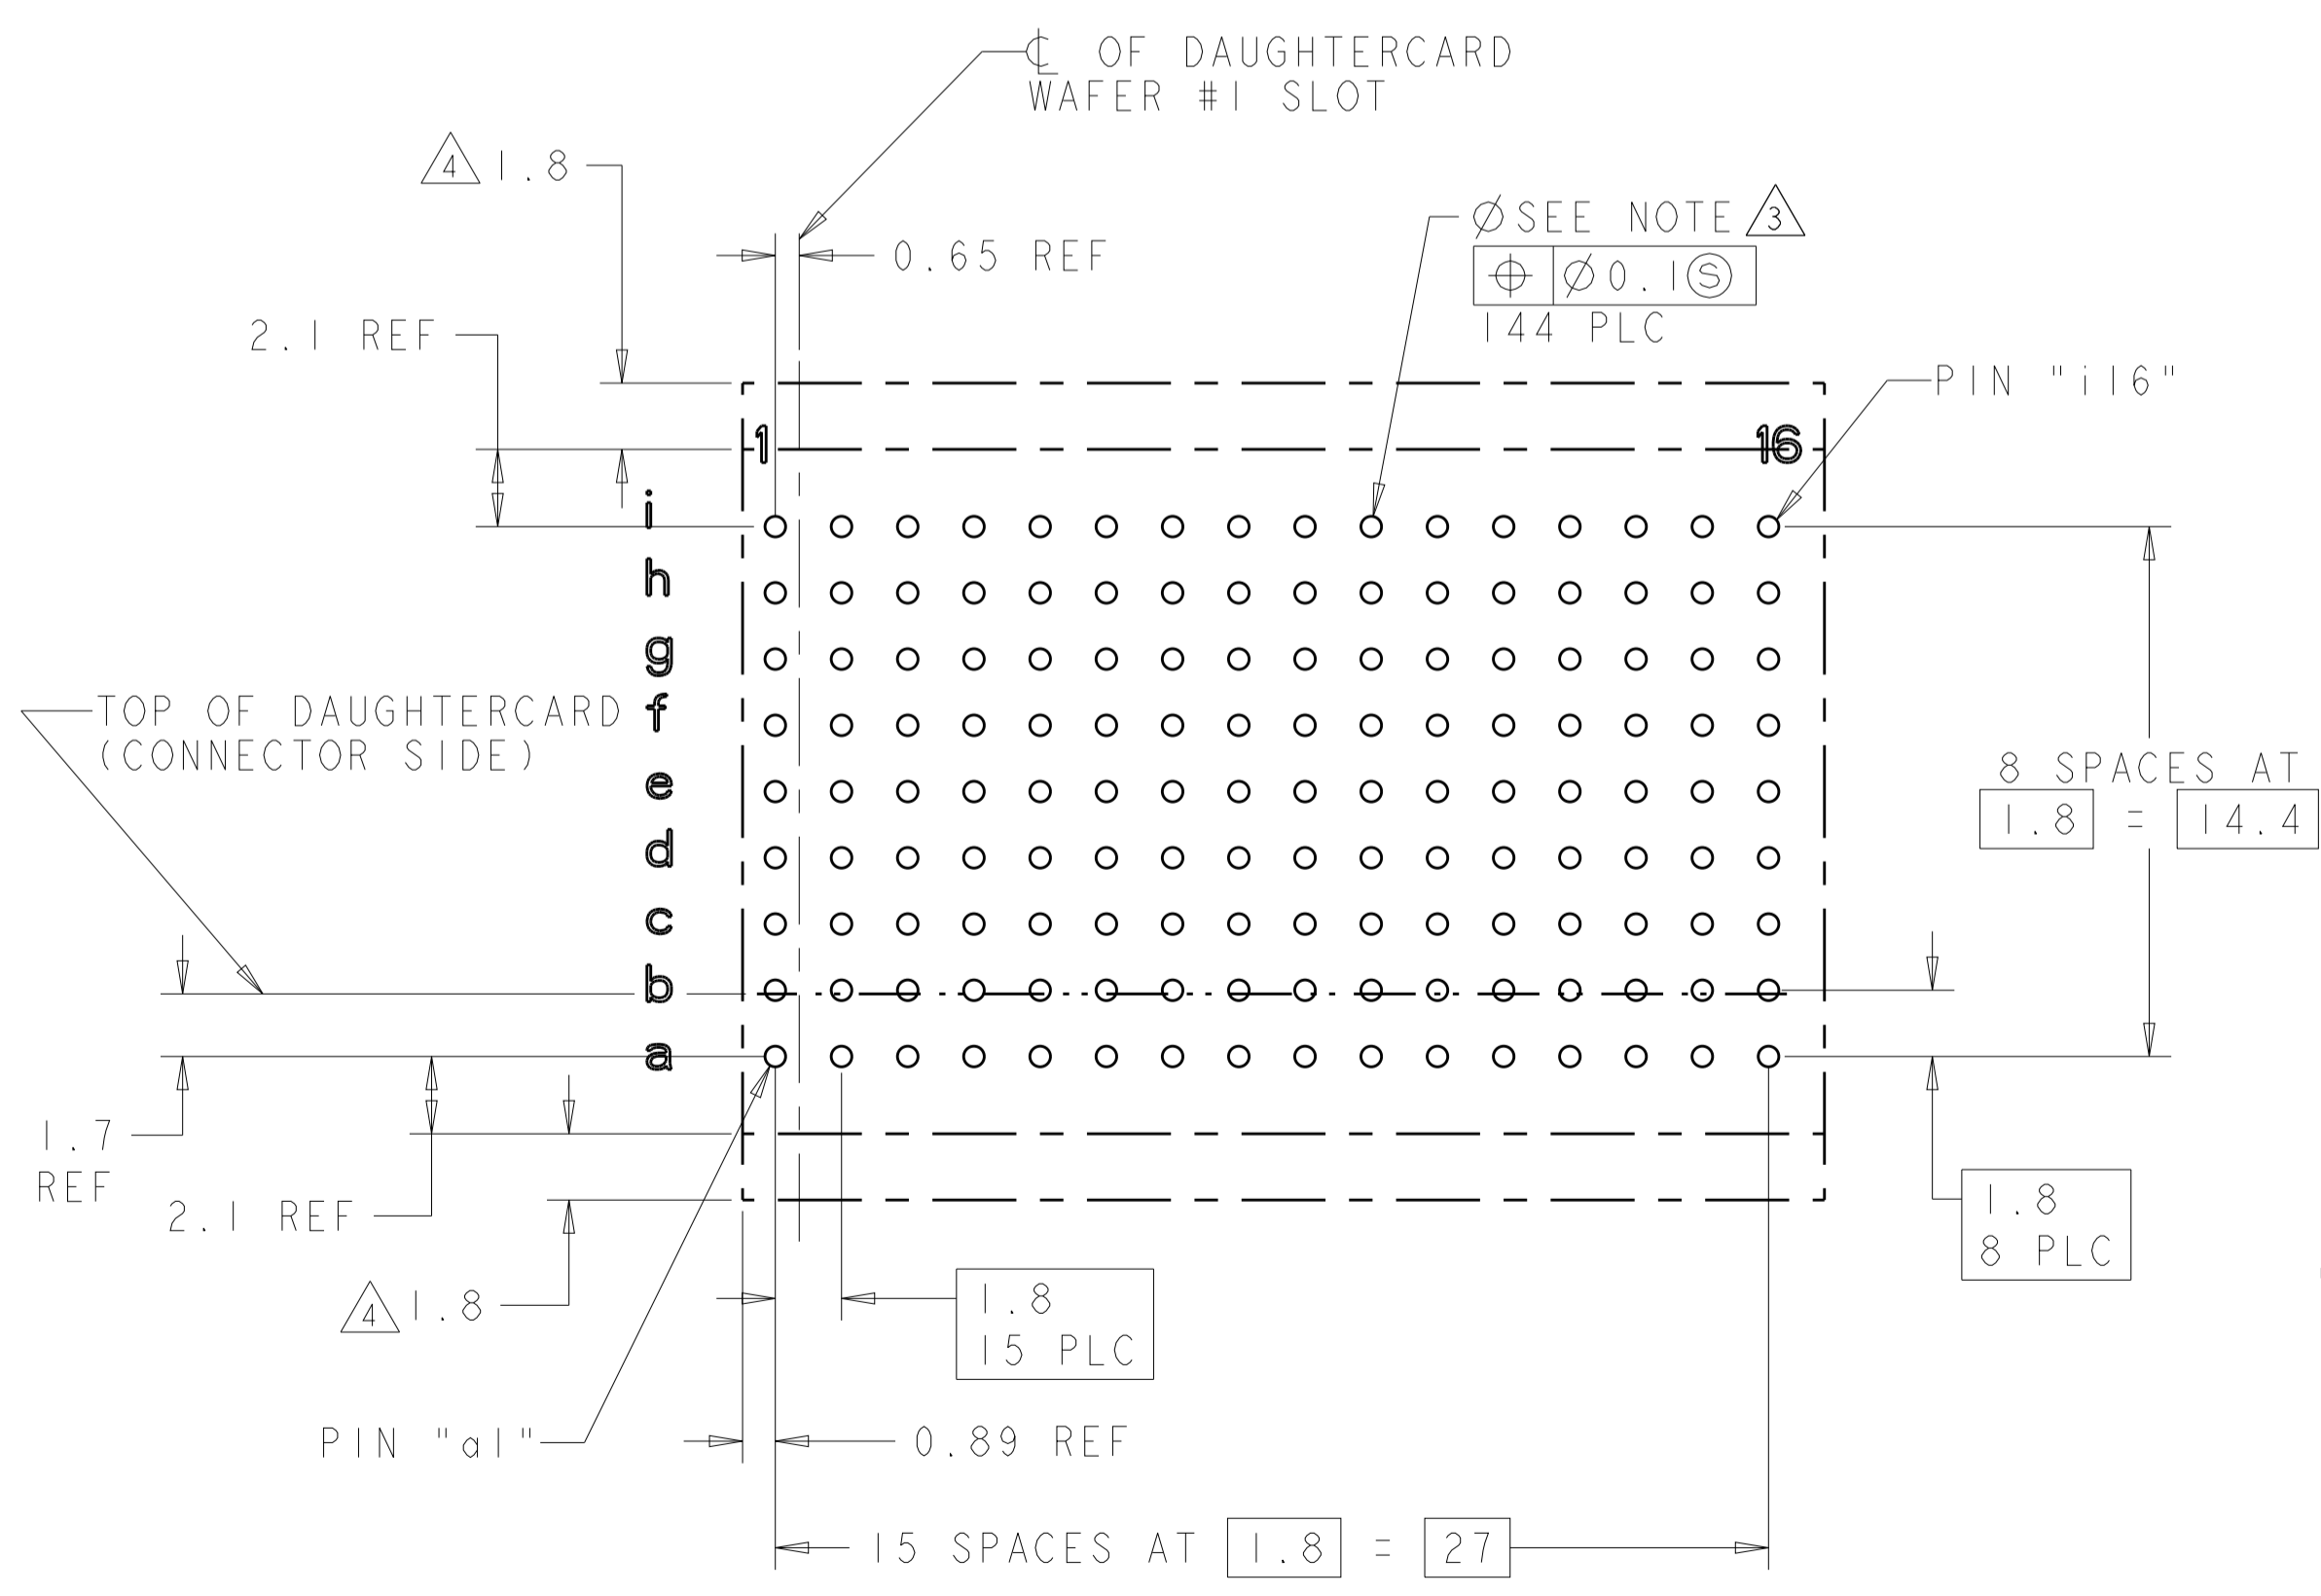 ℄ OF DAUGHTERCARD
WAFER #1 SLOT
4 1.8
0.65 REF
2.1 REF
⌀SEE NOTE 3
⌖ ⌀0.1Ⓢ
144 PLC
PIN "i16"
1
16
i
h
g
f
e
d
c
b
a
TOP OF DAUGHTERCARD
(CONNECTOR SIDE)
8 SPACES AT
1.8 = 14.4
1.7
REF
2.1 REF
4 1.8
1.8
8 PLC
1.8
15 PLC
PIN "a1"
0.89 REF
15 SPACES AT 1.8 = 27